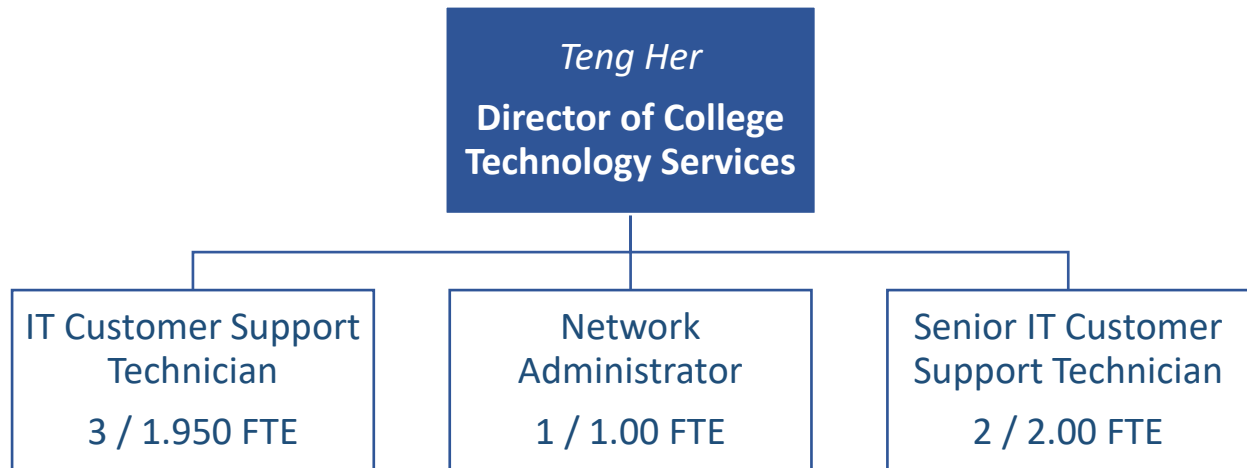 Teng Her
Director of College
Technology Services
IT Customer Support
Technician
3 / 1.950 FTE
Network
Administrator
1 / 1.00 FTE
Senior IT Customer
Support Technician
2 / 2.00 FTE